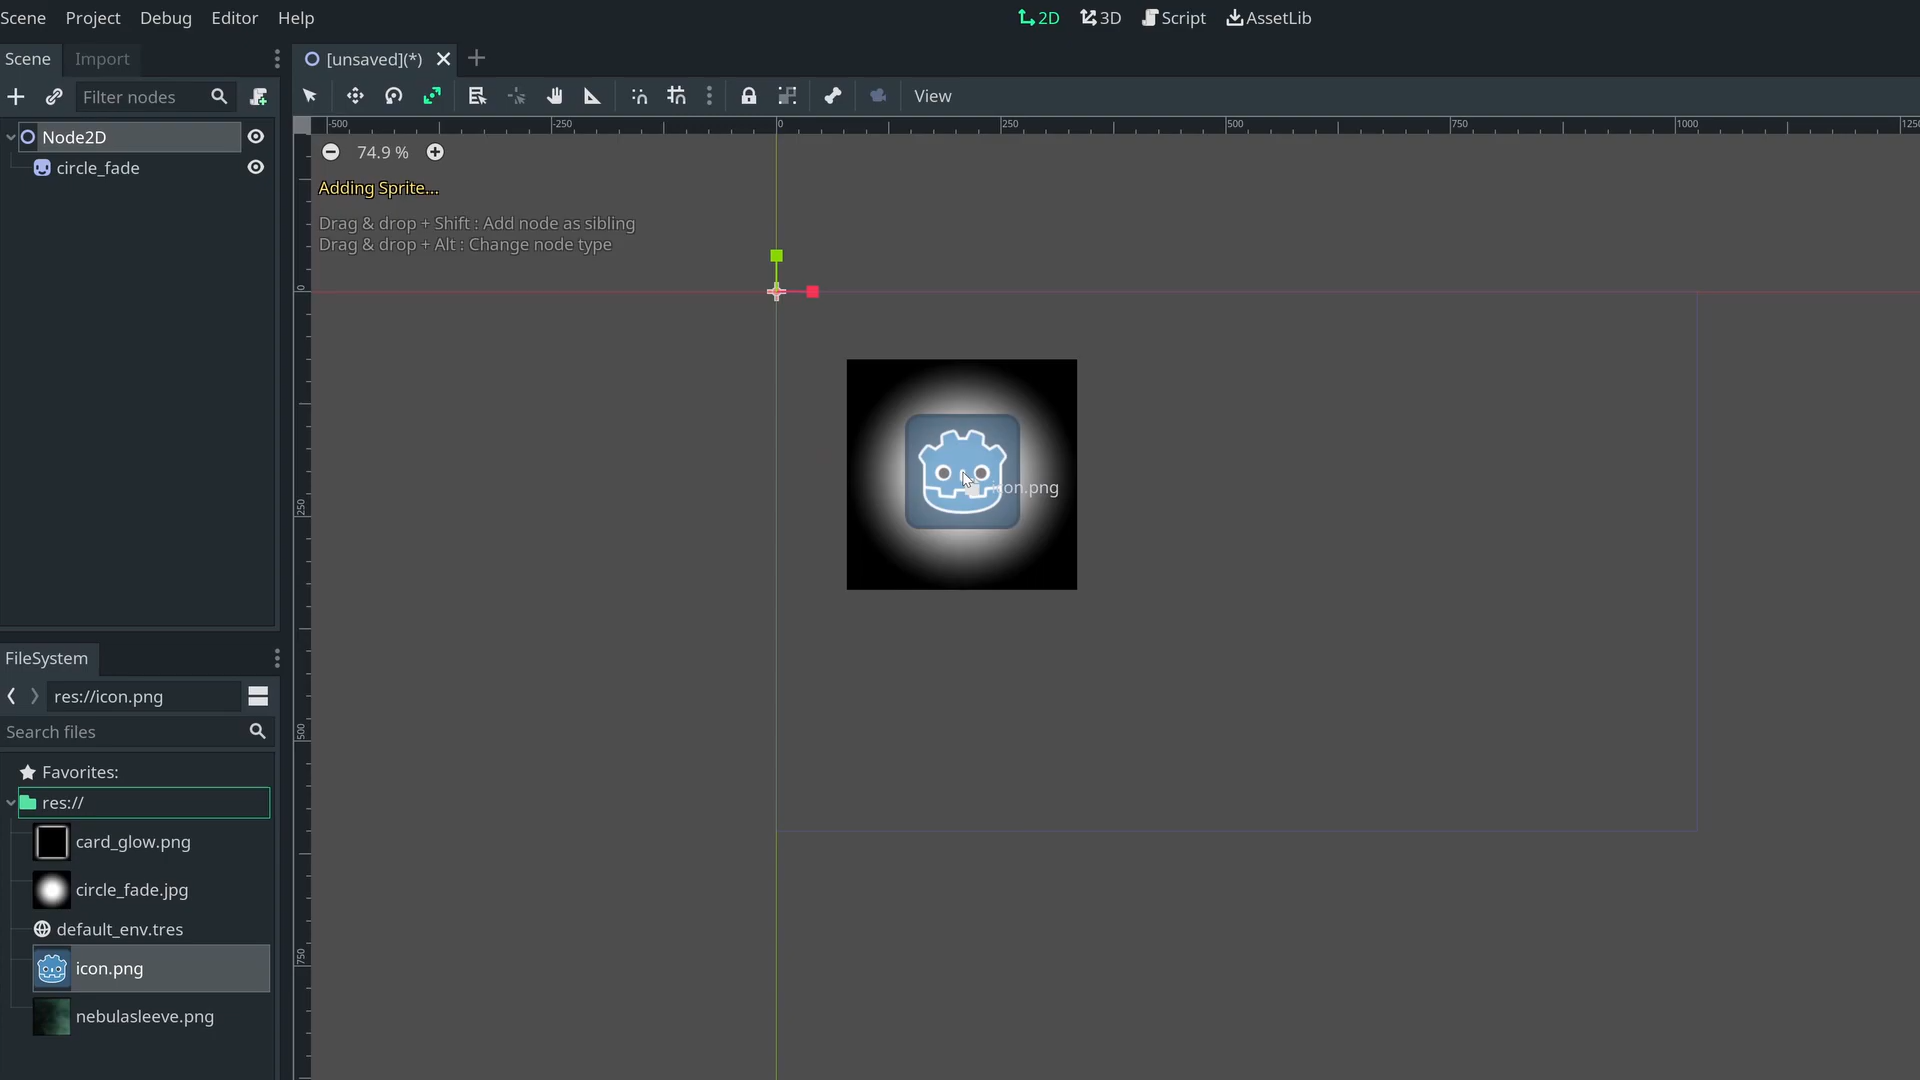 Scene Project Debug Editor Help
2D 3D Script AssetLib
Scene Import
[unsaved](*)
Filter nodes
View
Node2D
circle_fade
-500 -250 0 250 500 750 1000 1250
74.9 %
Adding Sprite...
Drag & drop + Shift : Add node as sibling
Drag & drop + Alt : Change node type
0
250
500
750
icon.png
FileSystem
res://icon.png
Search files
Favorites:
res://
card_glow.png
circle_fade.jpg
default_env.tres
icon.png
nebulasleeve.png